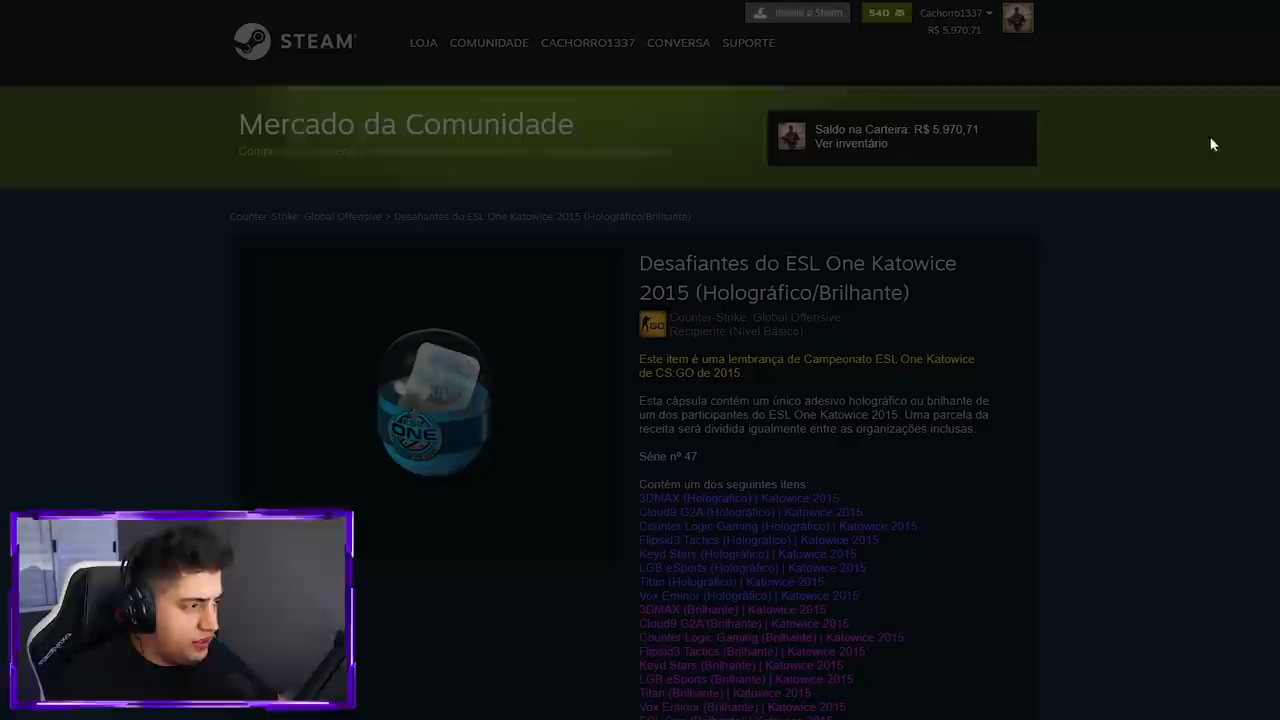 Instale o Steam
540
Cachorro1337
R$ 5.970,71
STEAM
LOJA COMUNIDADE CACHORRO1337 CONVERSA SUPORTE
Mercado da Comunidade
Saldo na Carteira: R$ 5.970,71
Ver inventário
Counter-Strike: Global Offensive > Desafiantes do ESL One Katowice 2015 (Holográfico/Brilhante)
Desafiantes do ESL One Katowice
2015 (Holográfico/Brilhante)
Counter-Strike: Global Offensive
Recipiente (Nível Básico)
Este item é uma lembrança de Campeonato ESL One Katowice
de CS:GO de 2015.
Esta cápsula contém um único adesivo holográfico ou brilhante de
um dos participantes do ESL One Katowice 2015. Uma parcela da
receita será dividida igualmente entre as organizações inclusas.
Série nº 47
Contém um dos seguintes itens
3DMAX (Holográfico) | Katowice 2015
Cloud9 G2A (Holográfico) | Katowice 2015
Counter Logic Gaming (Holográfico) | Katowice 2015
Flipsid3 Tactics (Holográfico) | Katowice 2015
Keyd Stars (Holográfico) | Katowice 2015
LGB eSports (Holográfico) | Katowice 2015
Titan (Holográfico) | Katowice 2015
Vox Eminor (Holográfico) | Katowice 2015
3DMAX (Brilhante) | Katowice 2015
Cloud9 G2A (Brilhante) | Katowice 2015
Counter Logic Gaming (Brilhante) | Katowice 2015
Flipsid3 Tactics (Brilhante) | Katowice 2015
Keyd Stars (Brilhante) | Katowice 2015
LGB eSports (Brilhante) | Katowice 2015
Titan (Brilhante) | Katowice 2015
Vox Eminor (Brilhante) | Katowice 2015
ESL
ONE
GO